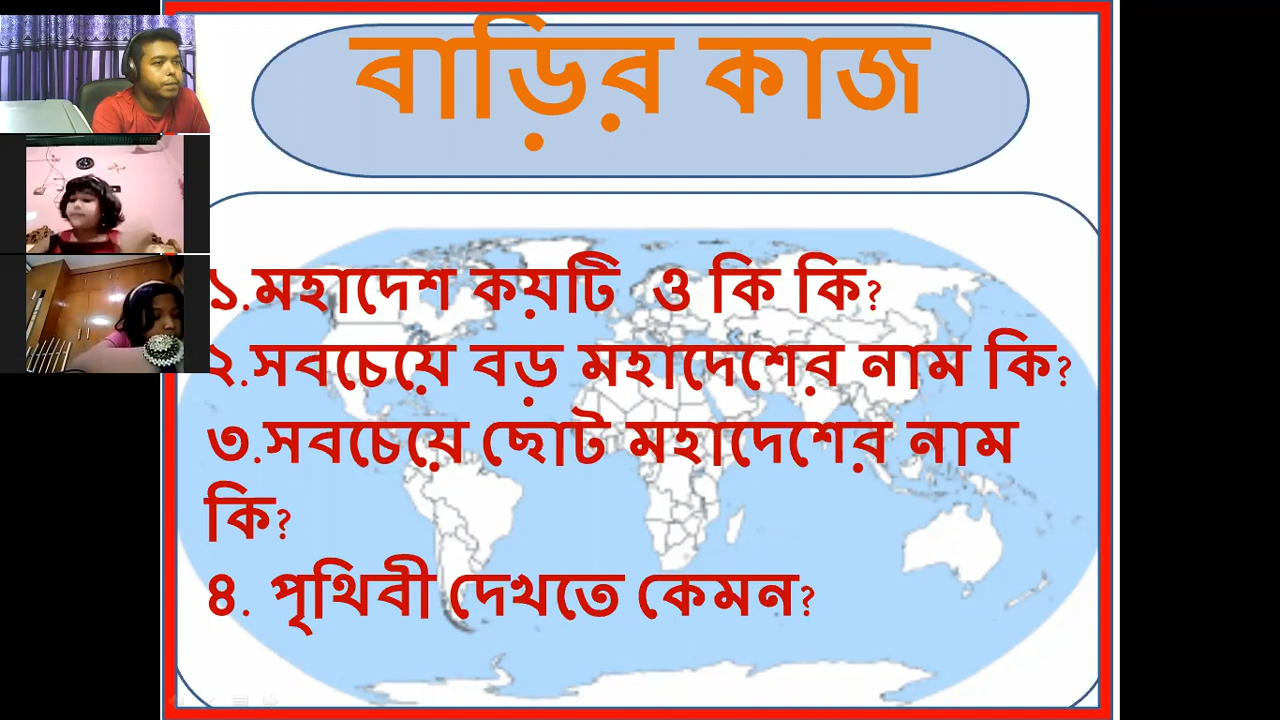 বাড়ির কাজ
১.মহাদেশ কয়টি ও কি কি?
২.সবচেয়ে বড় মহাদেশের নাম কি?
৩.সবচেয়ে ছোট মহাদেশের নাম
কি?
৪. পৃথিবী দেখতে কেমন?